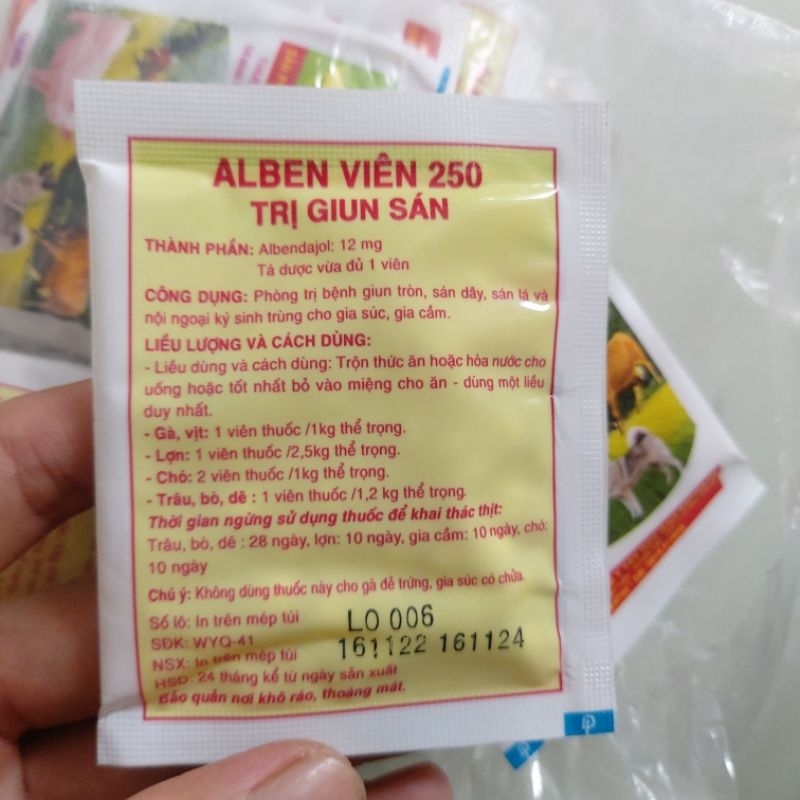 ALBEN VIÊN 250
TRỊ GIUN SÁN
THÀNH PHẦN: Albendajol: 12 mg
Tá dược vừa đủ 1 viên
CÔNG DỤNG: Phòng trị bệnh giun tròn, sán dây, sán lá và
nội ngoại ký sinh trùng cho gia súc, gia cầm.
LIỀU LƯỢNG VÀ CÁCH DÙNG:
- Liều dùng và cách dùng: Trộn thức ăn hoặc hòa nước cho
uống hoặc tốt nhất bỏ vào miệng cho ăn - dùng một liều
duy nhất.
- Gà, vịt: 1 viên thuốc /1kg thể trọng.
- Lợn: 1 viên thuốc /2,5kg thể trọng.
- Chó: 2 viên thuốc /1kg thể trọng.
- Trâu, bò, dê : 1 viên thuốc /1,2 kg thể trọng.
Thời gian ngừng sử dụng thuốc để khai thác thịt:
Trâu, bò, dê : 28 ngày, lợn: 10 ngày, gia cầm: 10 ngày, chó:
10 ngày
Chú ý: Không dùng thuốc này cho gà đẻ trứng, gia súc có chửa.
Số lô: In trên mép túi
LO 006
SĐK: WYQ-41
161122 161124
NSX: In trên mép túi
HSD: 24 tháng kể từ ngày sản xuất
Bảo quản nơi khô ráo, thoáng mát.